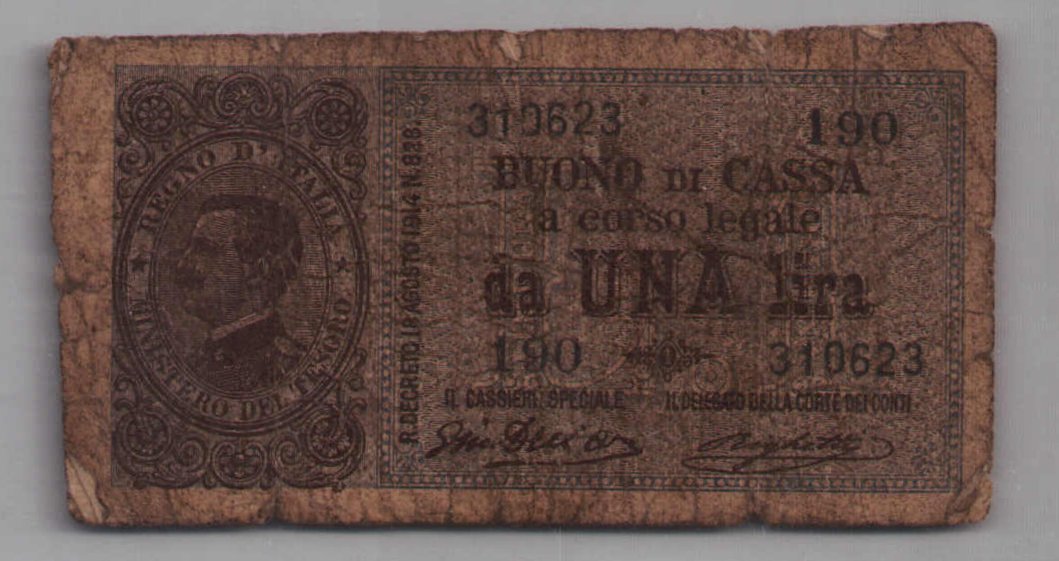 ★ REGNO D'ITALIA ★
MINISTERO DEL TESORO
R. DECRETO 18 AGOSTO 1914 N. 828.
310623 190
BUONO DI CASSA
a corso legale
da UNA lira
190 310623
IL CASSIERE SPECIALE IL DELEGATO DELLA CORTE DEI CONTI